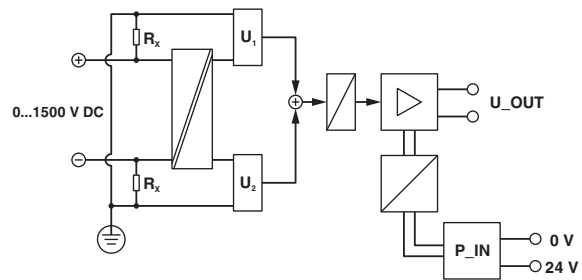 Rₓ
U₁
+
0...1500 V DC
+
U_OUT
−
Rₓ
U₂
P_IN
0 V
24 V